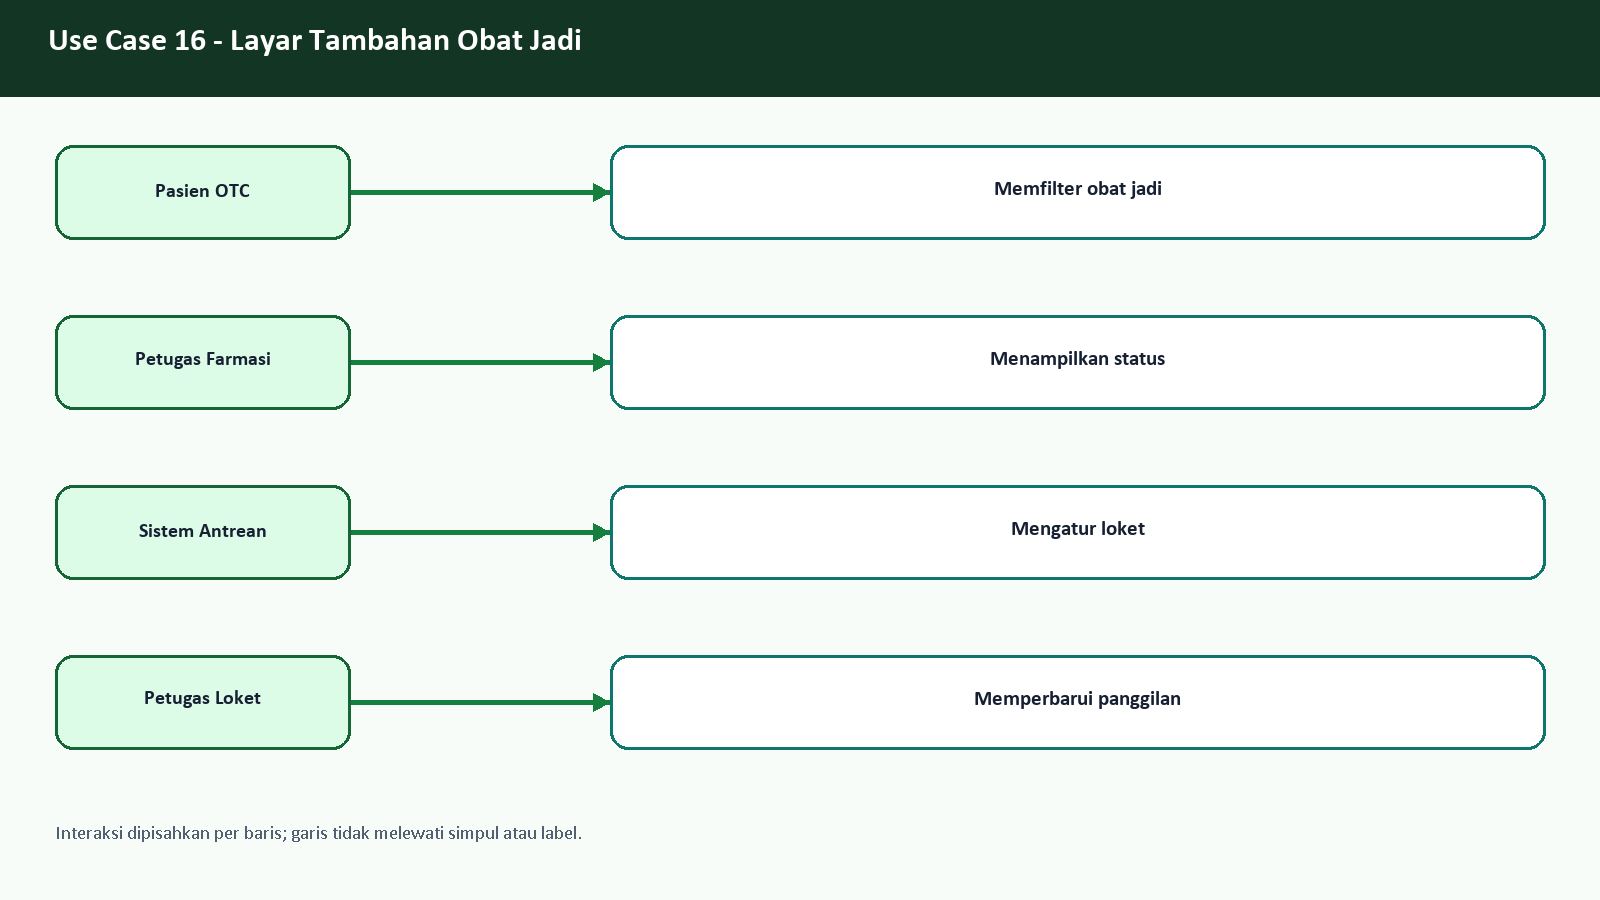 Use Case 16 - Layar Tambahan Obat Jadi
Pasien OTC
Memfilter obat jadi
Petugas Farmasi
Menampilkan status
Sistem Antrean
Mengatur loket
Petugas Loket
Memperbarui panggilan
Interaksi dipisahkan per baris; garis tidak melewati simpul atau label.